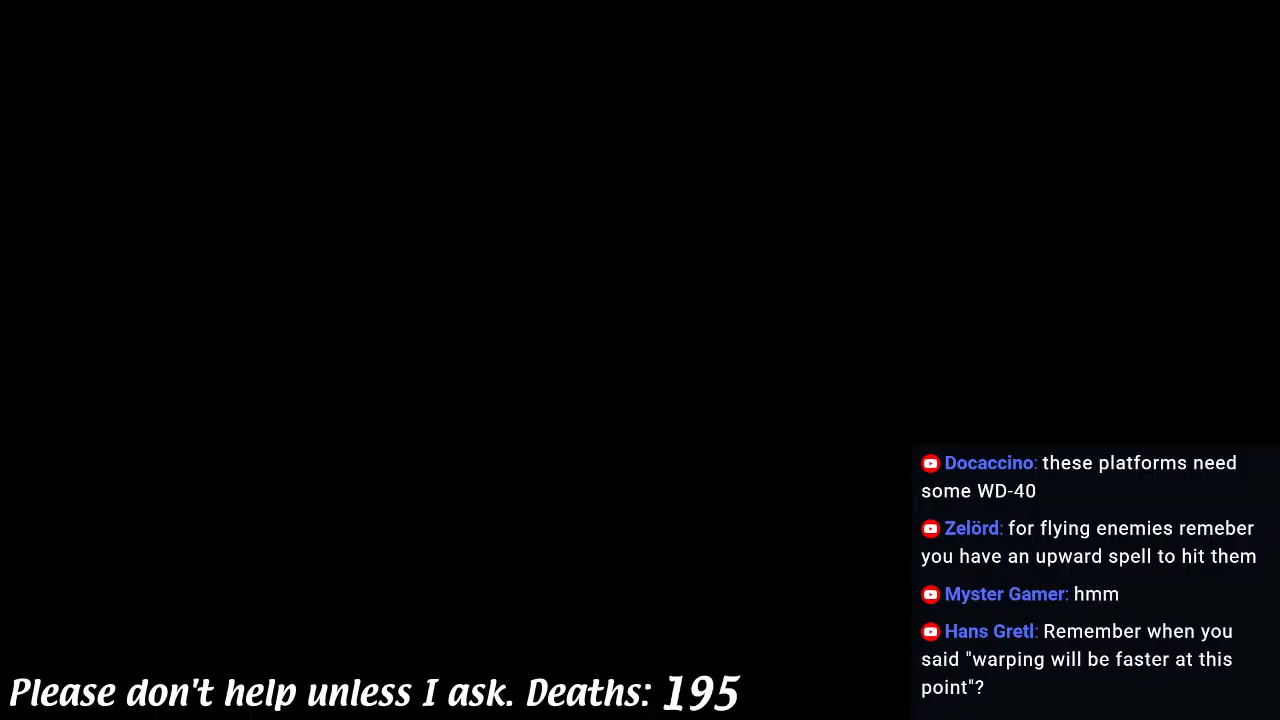 Docaccino: these platforms need
some WD-40
Zelörd: for flying enemies remeber
you have an upward spell to hit them
Myster Gamer: hmm
Hans Gretl: Remember when you
said "warping will be faster at this
point"?
Please don't help unless I ask. Deaths: 195